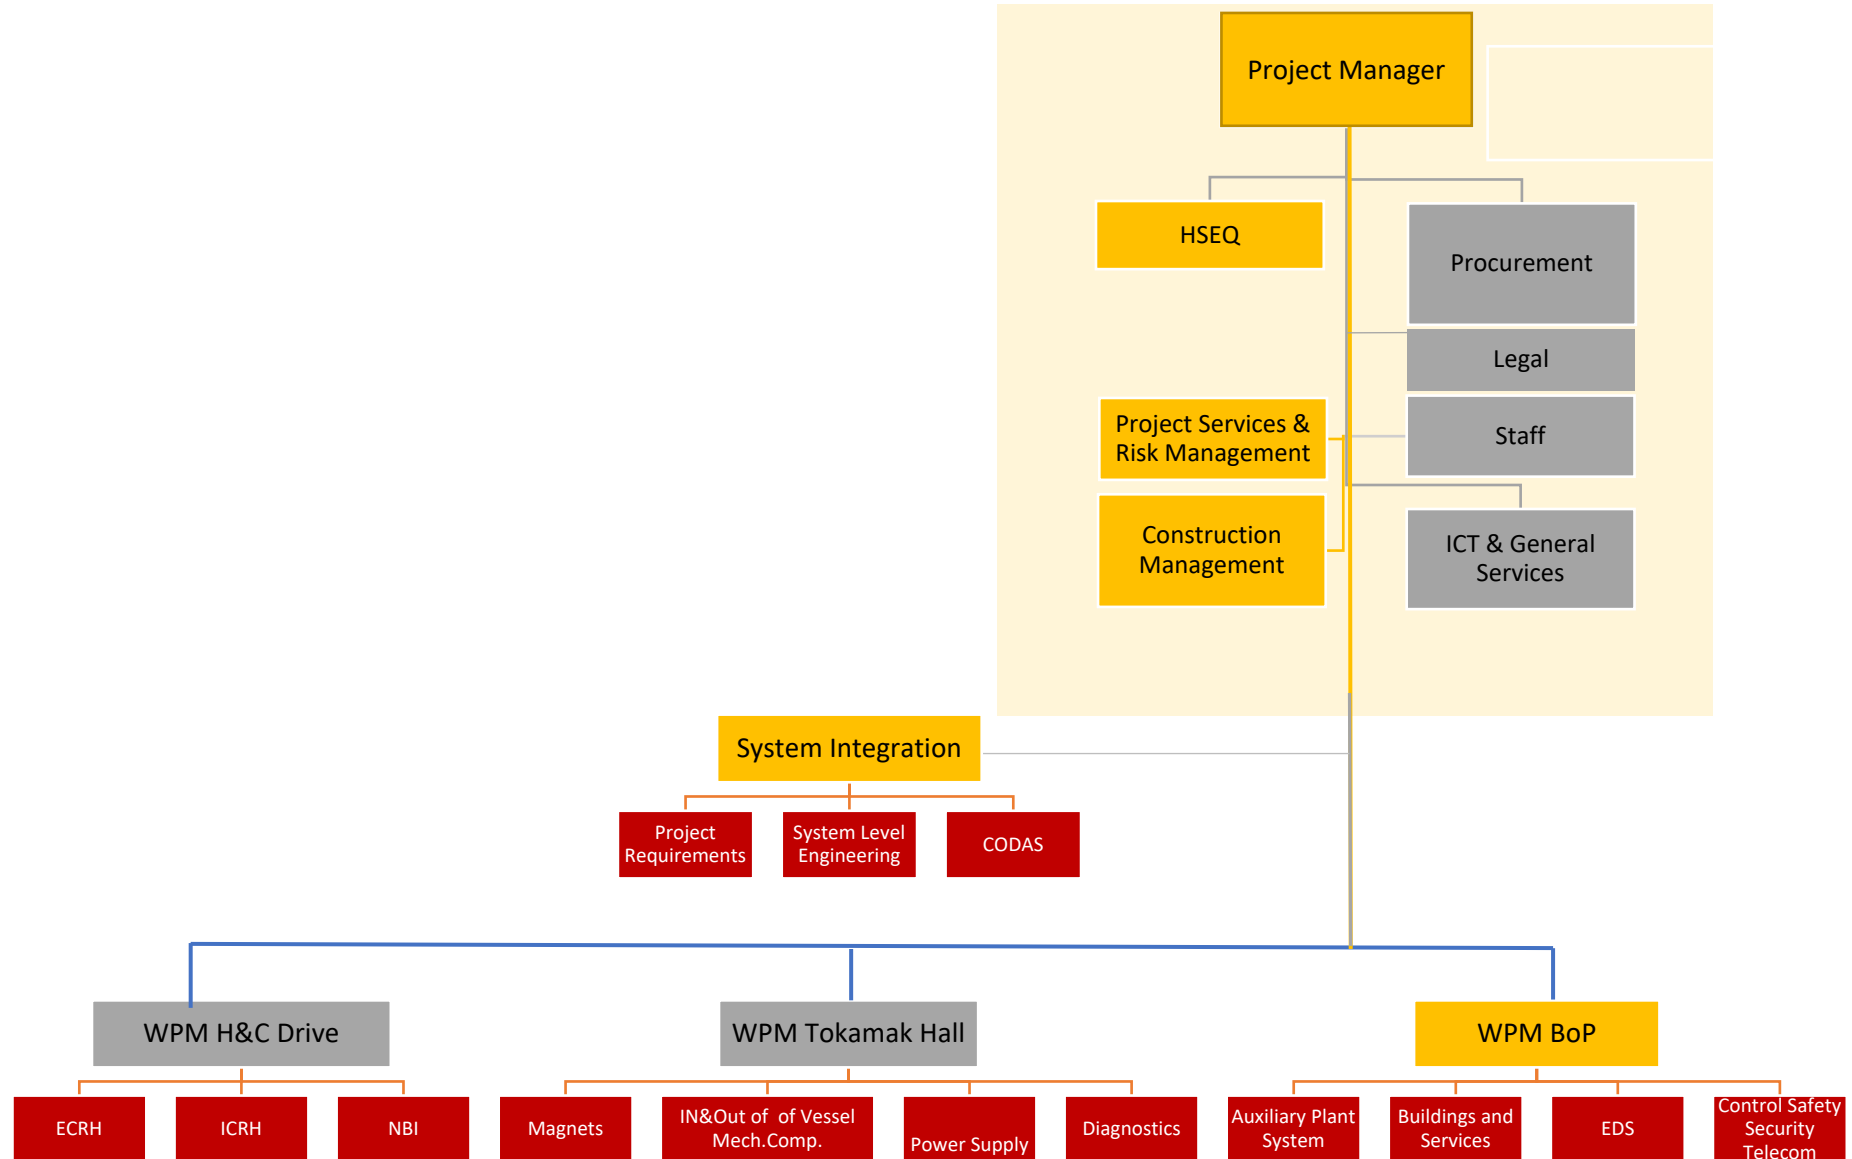 Project Manager
HSEQ
Procurement
Legal
Project Services &
Risk Management
Staff
Construction
Management
ICT & General
Services
System Integration
Project
Requirements
System Level
Engineering
CODAS
WPM H&C Drive
WPM Tokamak Hall
WPM BoP
ECRH
ICRH
NBI
Magnets
IN&Out of of Vessel
Mech.Comp.
Power Supply
Diagnostics
Auxiliary Plant
System
Buildings and
Services
EDS
Control Safety
Security
Telecom